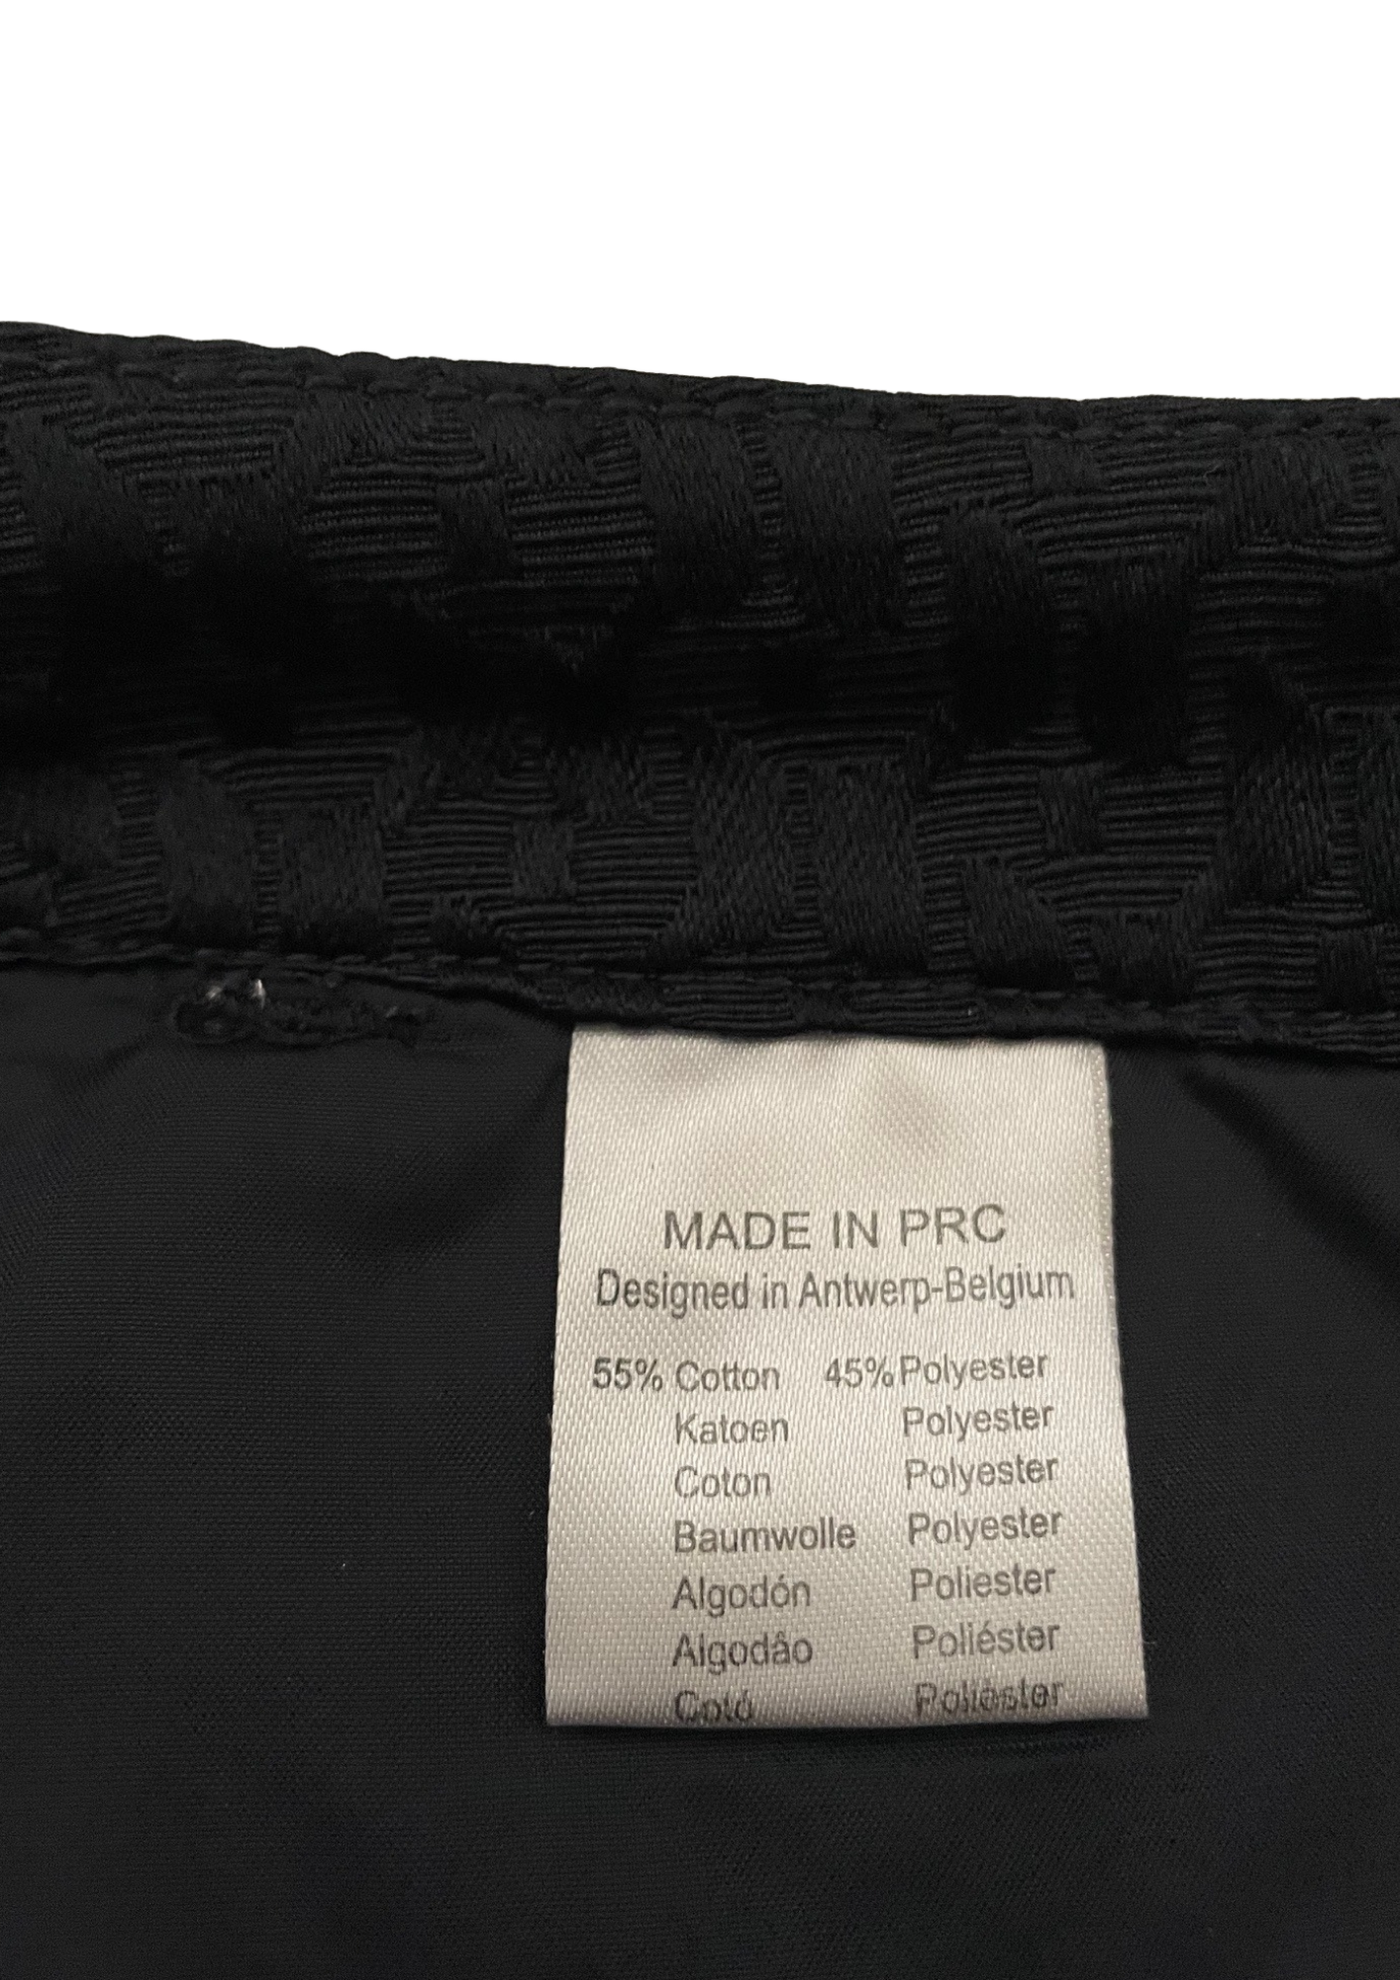 MADE IN PRC
Designed in Antwerp-Belgium
55% Cotton 45% Polyester
Katoen Polyester
Coton Polyester
Baumwolle Polyester
Algodón Poliester
Algodâo Poliéster
Cotó Polièster